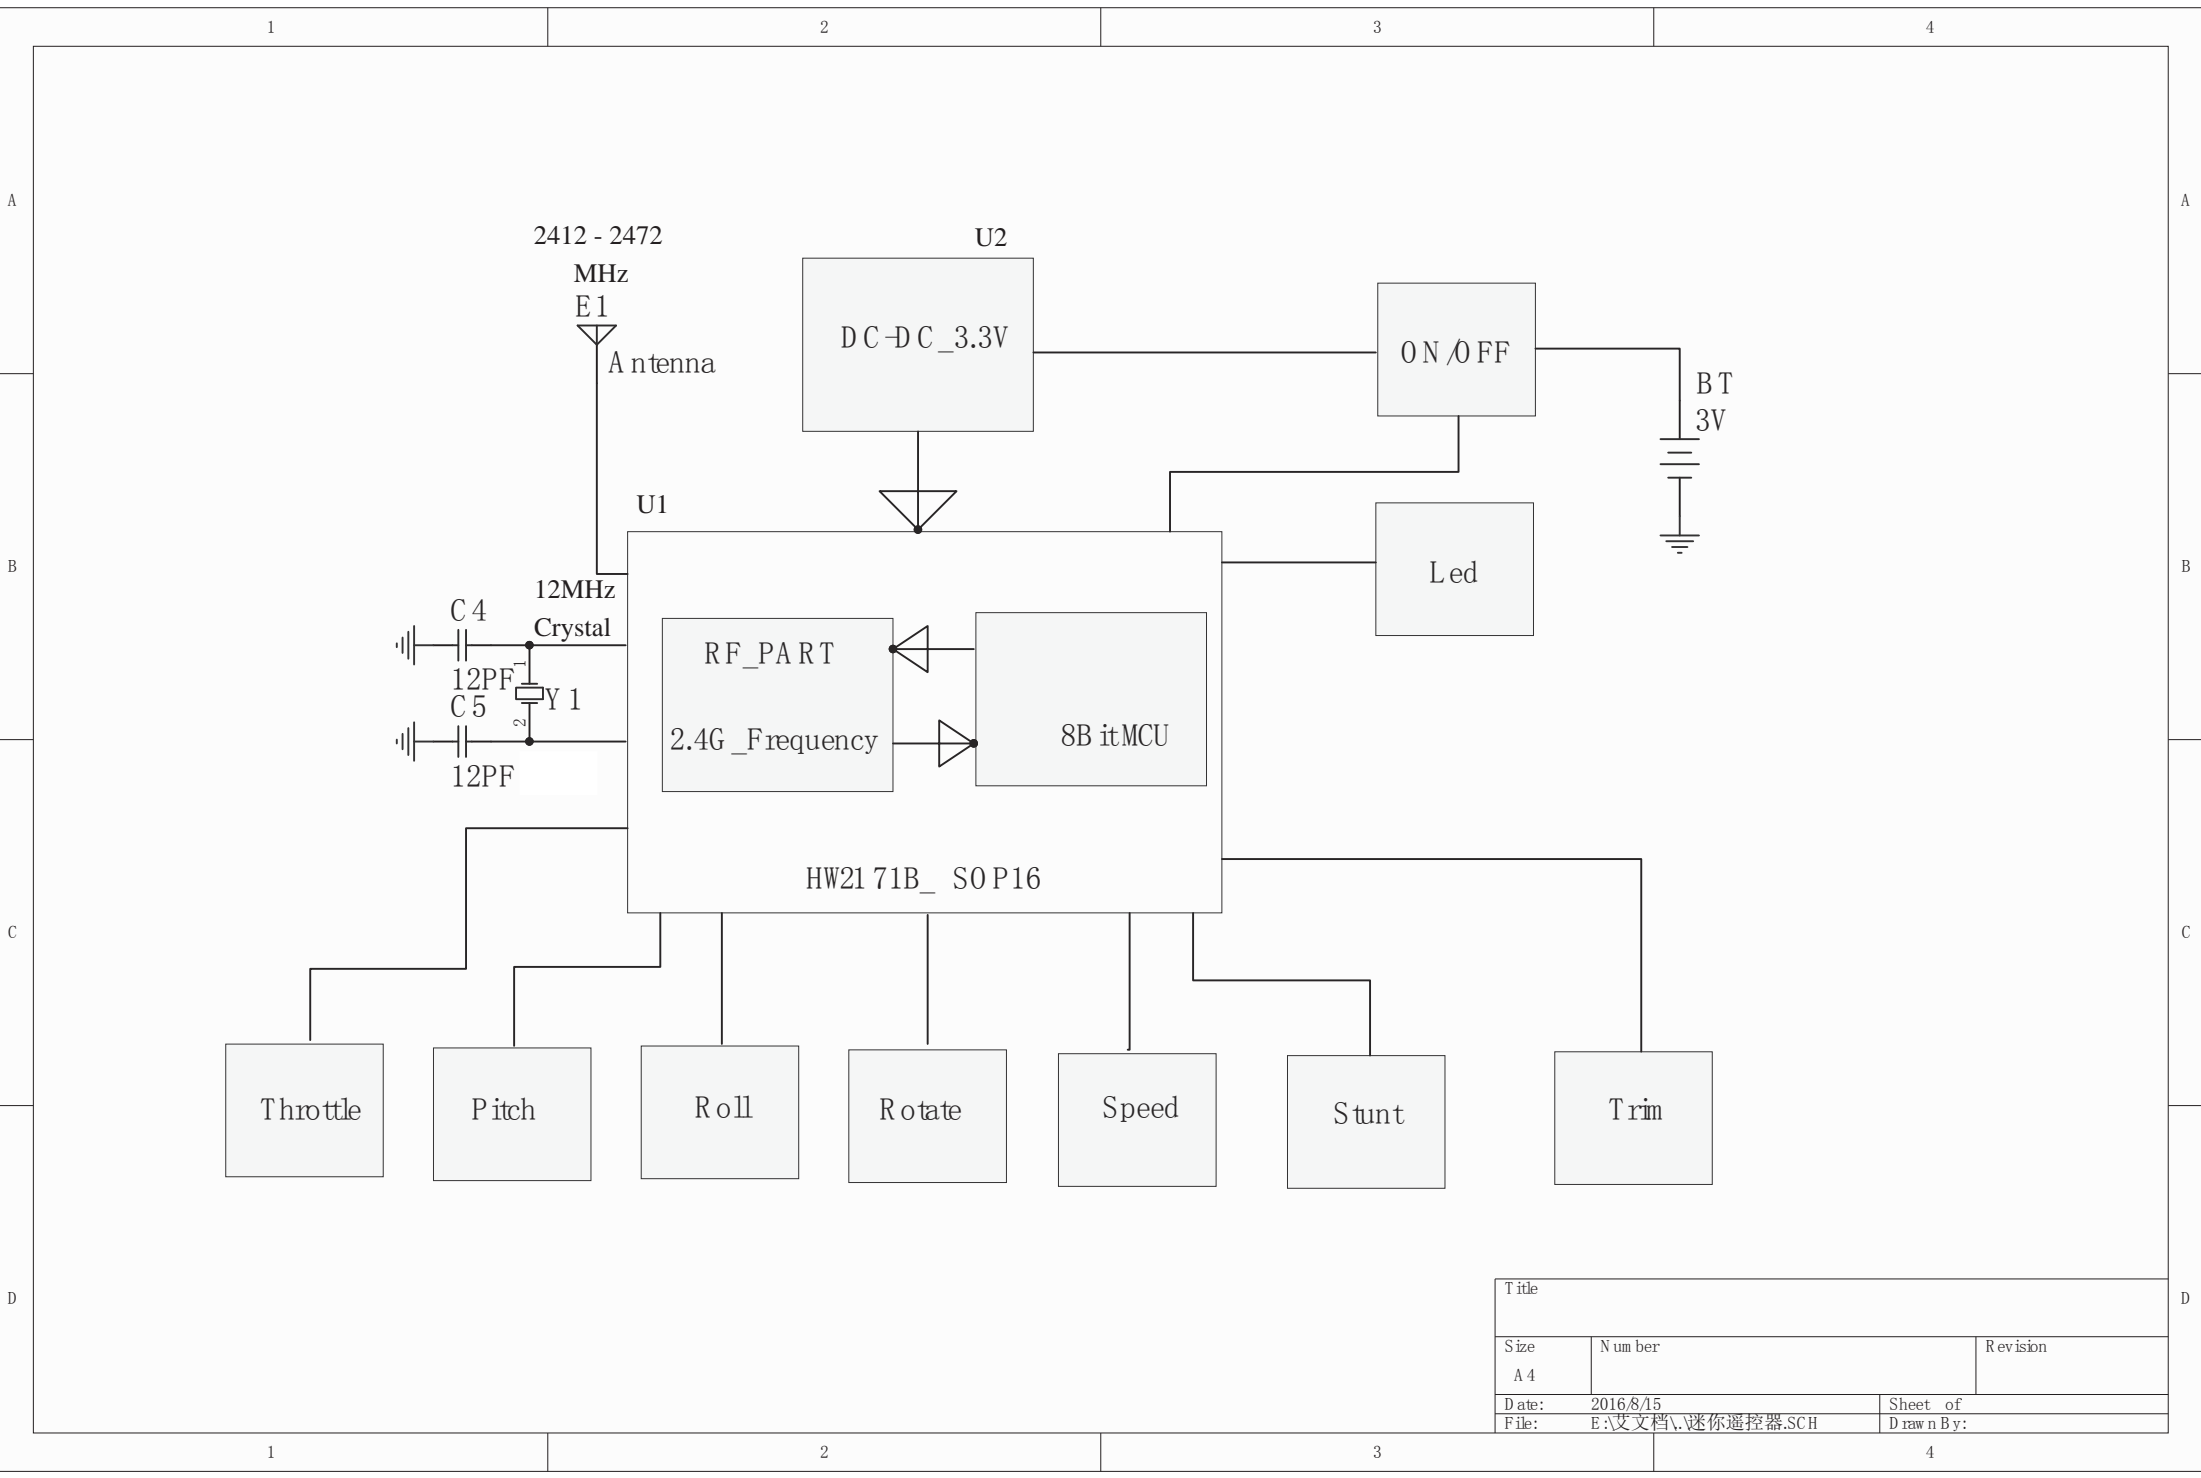 1 2 3 4
A A
2412 - 2472
MHz
E1
Antenna
U2
DC-DC_3.3V
ON/OFF
BT
3V
U1
B B
Led
12MHz
Crystal
C4
12PF
1
Y1
2
C5
12PF
RF_PART
2.4G_Frequency
8BitMCU
HW2171B_ SOP16
C C
Throttle
Pitch
Roll
Rotate
Speed
Stunt
Trim
D D
Title
Size Number Revision
A4
Date: 2016/8/15 Sheet of
File: E:\艾文档\..\迷你遥控器.SCH DrawnBy:
1 2 3 4